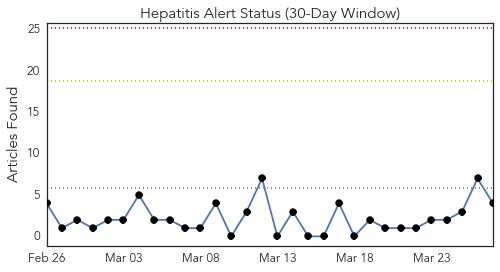 Hepatitis Alert Status (30-Day Window)
Articles Found
25
20
15
10
5
0
Feb 26
Mar 03
Mar 08
Mar 13
Mar 18
Mar 23